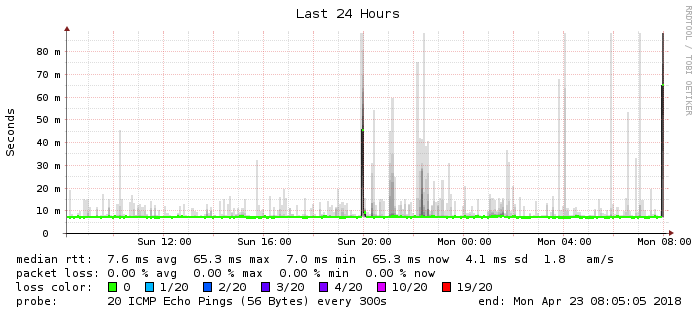 Last 24 Hours
RRDTOOL / TOBI OETIKER
Seconds
80 m
70 m
60 m
50 m
40 m
30 m
20 m
10 m
0
Sun 12:00 Sun 16:00 Sun 20:00 Mon 00:00 Mon 04:00 Mon 08:00
median rtt: 7.6 ms avg 65.3 ms max 7.0 ms min 65.3 ms now 4.1 ms sd 1.8 am/s
packet loss: 0.00 % avg 0.00 % max 0.00 % min 0.00 % now
loss color: 0 1/20 2/20 3/20 4/20 10/20 19/20
probe: 20 ICMP Echo Pings (56 Bytes) every 300s end: Mon Apr 23 08:05:05 2018